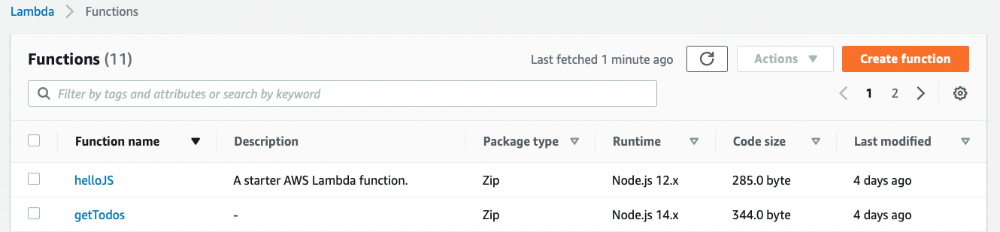 Lambda > Functions
Functions (11) Last fetched 1 minute ago Actions Create function
Filter by tags and attributes or search by keyword 1 2
Function name Description Package type Runtime Code size Last modified
helloJS A starter AWS Lambda function. Zip Node.js 12.x 285.0 byte 4 days ago
getTodos - Zip Node.js 14.x 344.0 byte 4 days ago